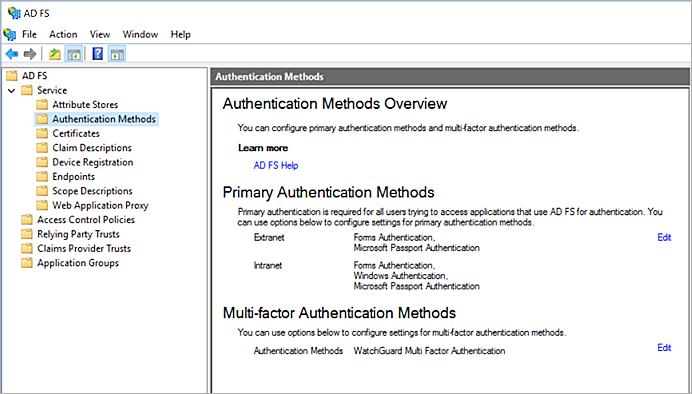 AD FS
File Action View Window Help
AD FS
Service
Attribute Stores
Authentication Methods
Certificates
Claim Descriptions
Device Registration
Endpoints
Scope Descriptions
Web Application Proxy
Access Control Policies
Relying Party Trusts
Claims Provider Trusts
Application Groups
Authentication Methods
Authentication Methods Overview
You can configure primary authentication methods and multi-factor authentication methods.
Learn more
AD FS Help
Primary Authentication Methods
Primary authentication is required for all users trying to access applications that use AD FS for authentication. You
can use options below to configure settings for primary authentication methods.
Extranet Forms Authentication, Edit
Microsoft Passport Authentication
Intranet Forms Authentication,
Windows Authentication,
Microsoft Passport Authentication
Multi-factor Authentication Methods
You can use options below to configure settings for multi-factor authentication methods.
Authentication Methods WatchGuard Multi Factor Authentication Edit